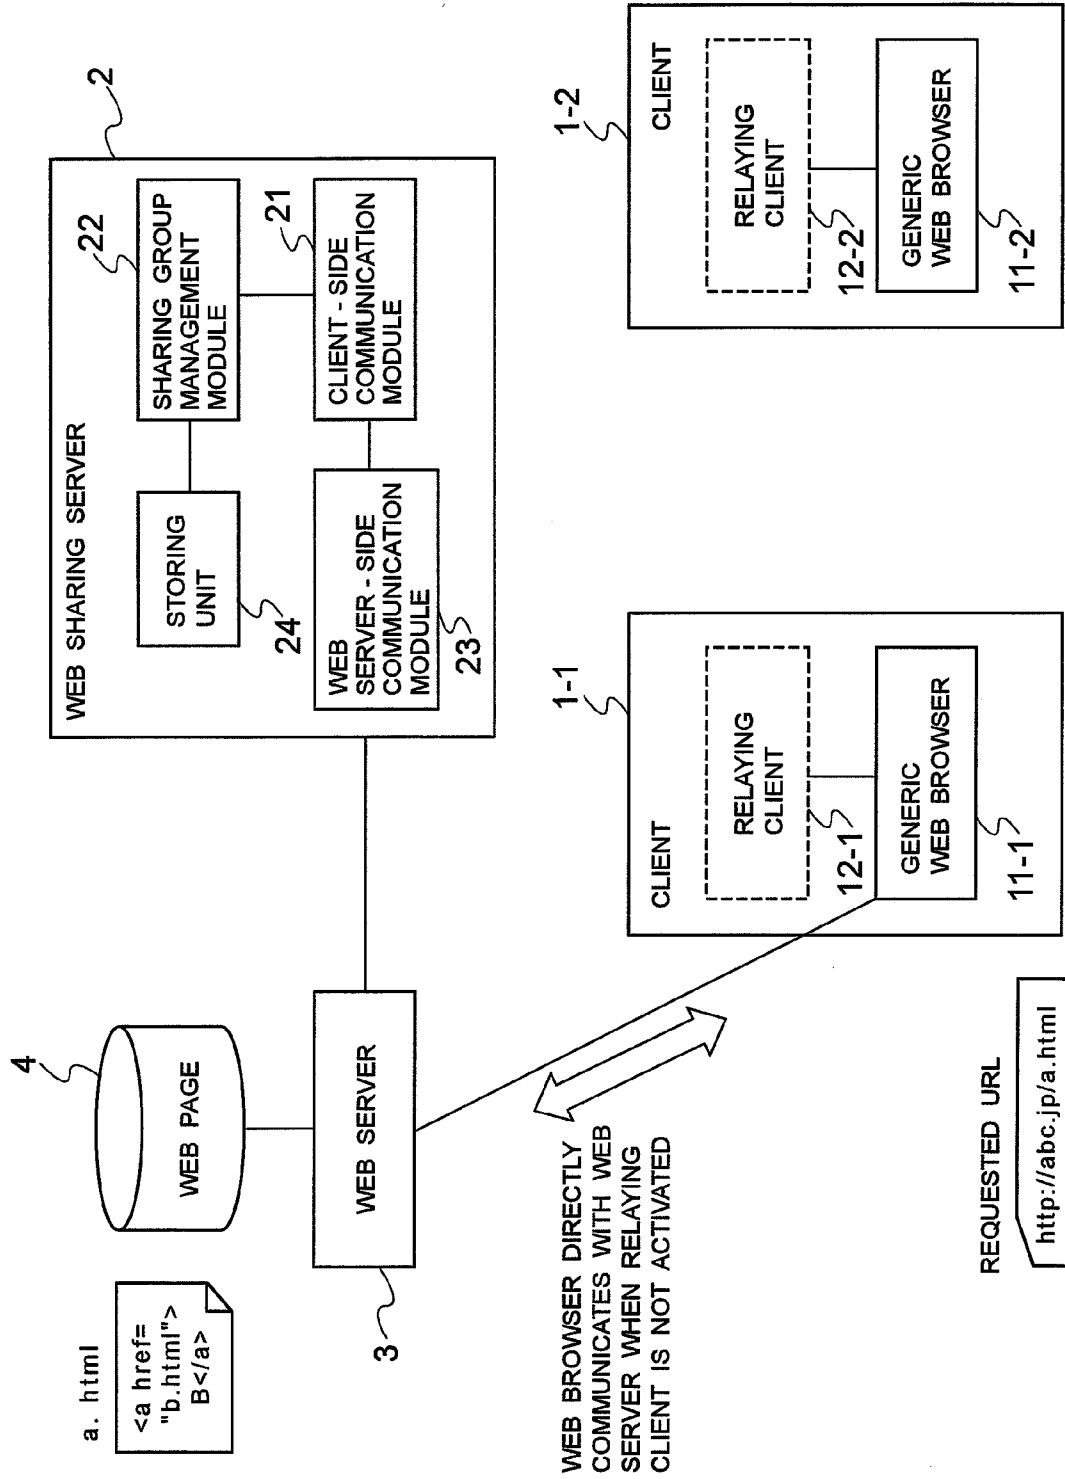 a. html
<a href=
"b.html">
B</a>
4
WEB PAGE
WEB SERVER
3
WEB SHARING SERVER
2
STORING
UNIT
24
SHARING GROUP
MANAGEMENT
MODULE
22
WEB
SERVER - SIDE
COMMUNICATION
MODULE
23
CLIENT - SIDE
COMMUNICATION
MODULE
21
WEB BROWSER DIRECTLY
COMMUNICATES WITH WEB
SERVER WHEN RELAYING
CLIENT IS NOT ACTIVATED
REQUESTED URL
http://abc.jp/a.html
1-1
CLIENT
RELAYING
CLIENT
12-1
GENERIC
WEB BROWSER
11-1
1-2
CLIENT
RELAYING
CLIENT
12-2
GENERIC
WEB BROWSER
11-2